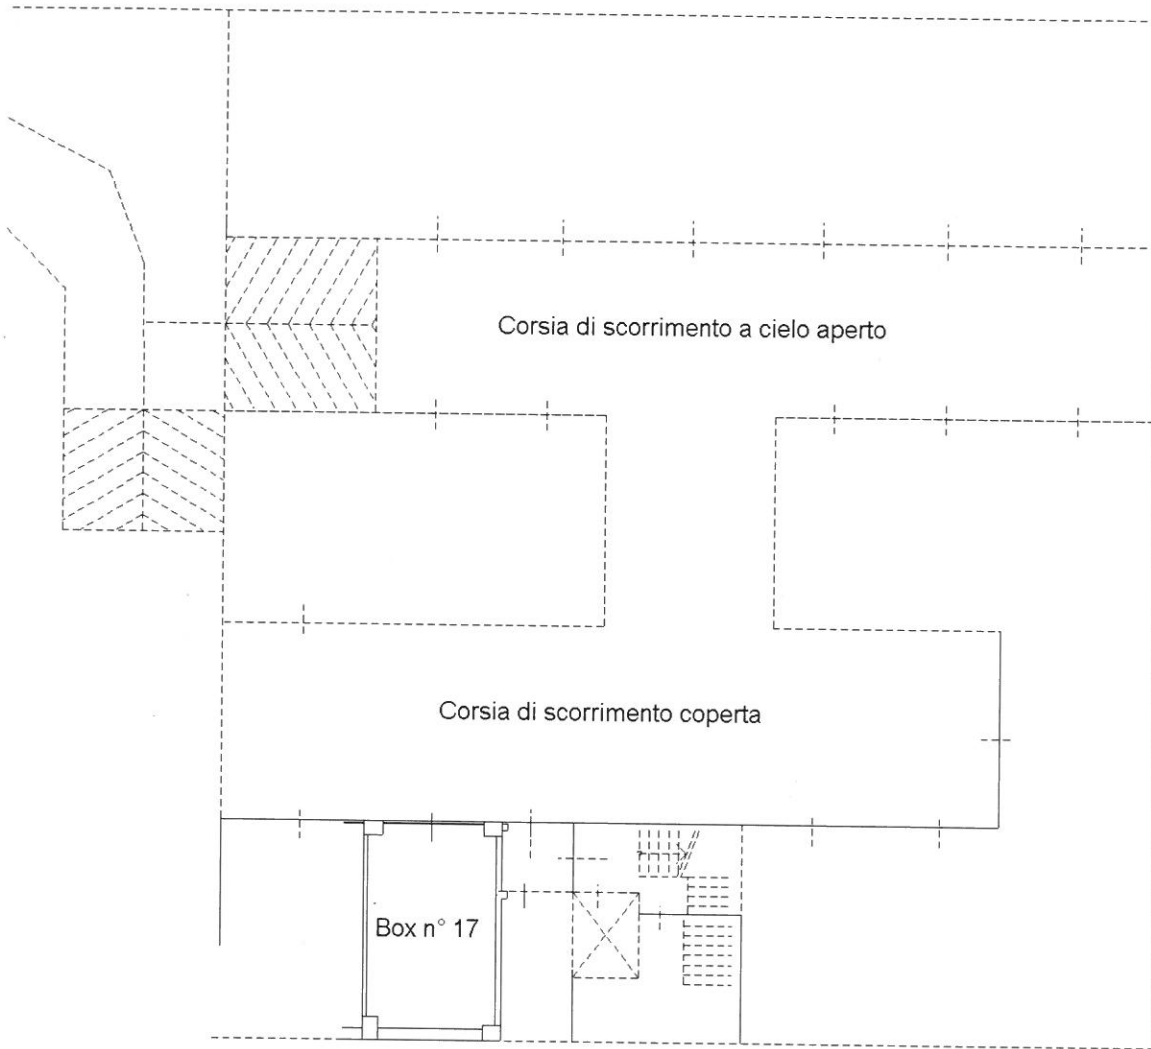 Corsia di scorrimento a cielo aperto
Corsia di scorrimento coperta
Box n° 17